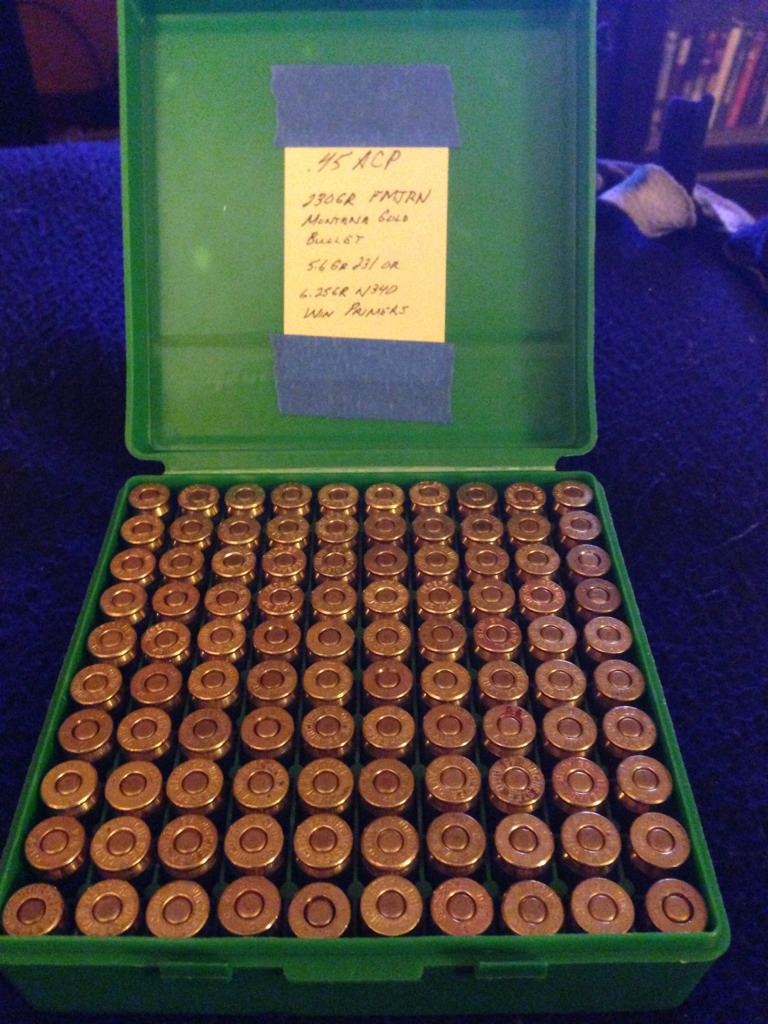 .45 ACP
230GR FMJRN
MONTANA GOLD
BULLET
5.6GR 231 OR
6.25GR N340
WIN PRIMERS